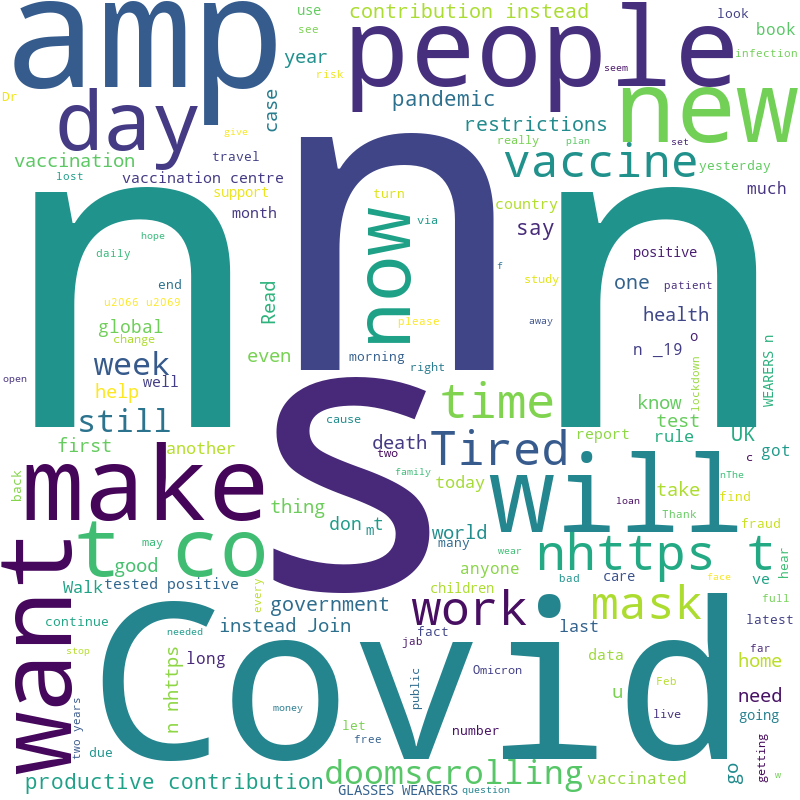 amp
people
contribution instead
look
use
see
year
book
seem
infection
risk
Dr
day
case
pandemic
new
restrictions
give
really
plan
set
vaccination
travel
lost
vaccination centre
support
vaccine
yesterday
much
n
n
n
turn
via
now
month
country
say
hope
daily
f
positive
end
one
patient
Read
study
health
u2066 u2069
please
away
global
change
o
even
morning
right
n _19
week
well
open
help
lockdown
WEARERS n
still
cause
S
time
know
test
first
another
death
Tired
report
rule
UK
got
two
make
family
c
back
thing
today
will
loan
nThe
take
find
t co
don
m
t
world
many
Thank
fraud
may
wear
nhttps t
good
anyone
hear
want
Walk
tested positive
children
bad
care
face
ve
full
every
government
work
mask
continue
instead Join
last
latest
needed
fact
Covid
stop
jab
data
far
home
n nhttps
long
Omicron
public
u
Feb
need
two years
money
let
live
going
free
number
due
getting
go
productive contribution
doomscrolling
vaccinated
w
GLASSES WEARERS
question